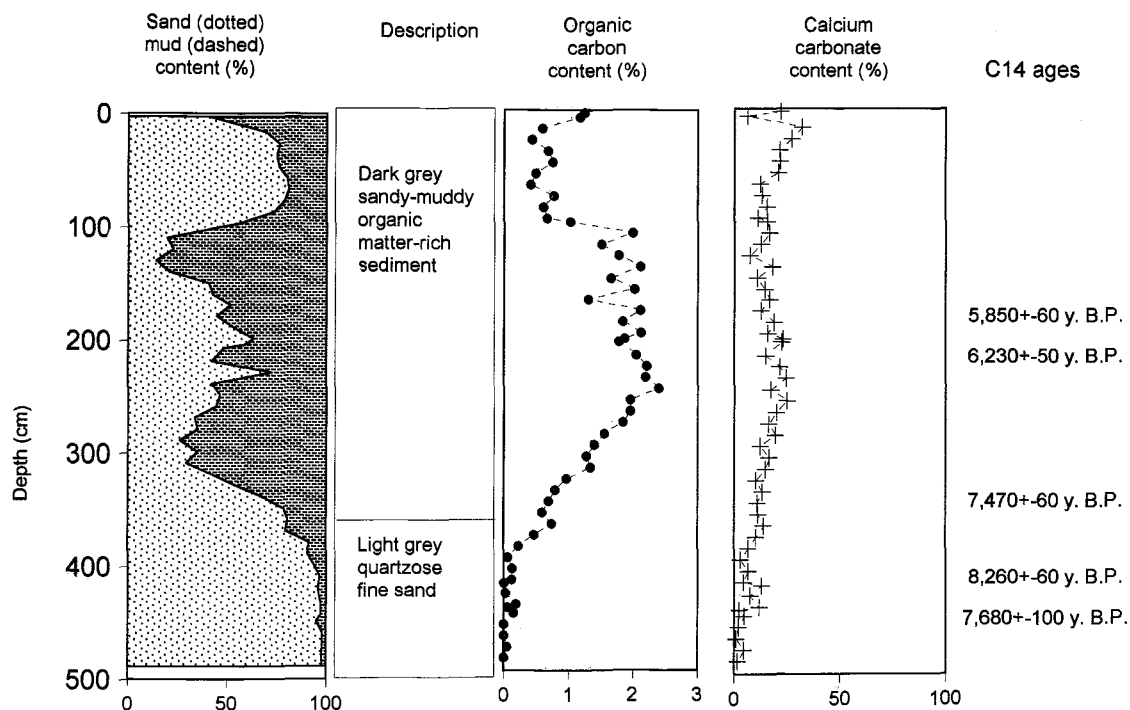 Sand (dotted)
mud (dashed)
content (%)
Description
Organic
carbon
content (%)
Calcium
carbonate
content (%)
C14 ages
Depth (cm)
0
100
200
300
400
500
0
50
100
Dark grey
sandy-muddy
organic
matter-rich
sediment
Light grey
quartzose
fine sand
0
1
2
3
0
50
100
5,850+-60 y. B.P.
6,230+-50 y. B.P.
7,470+-60 y. B.P.
8,260+-60 y. B.P.
7,680+-100 y. B.P.